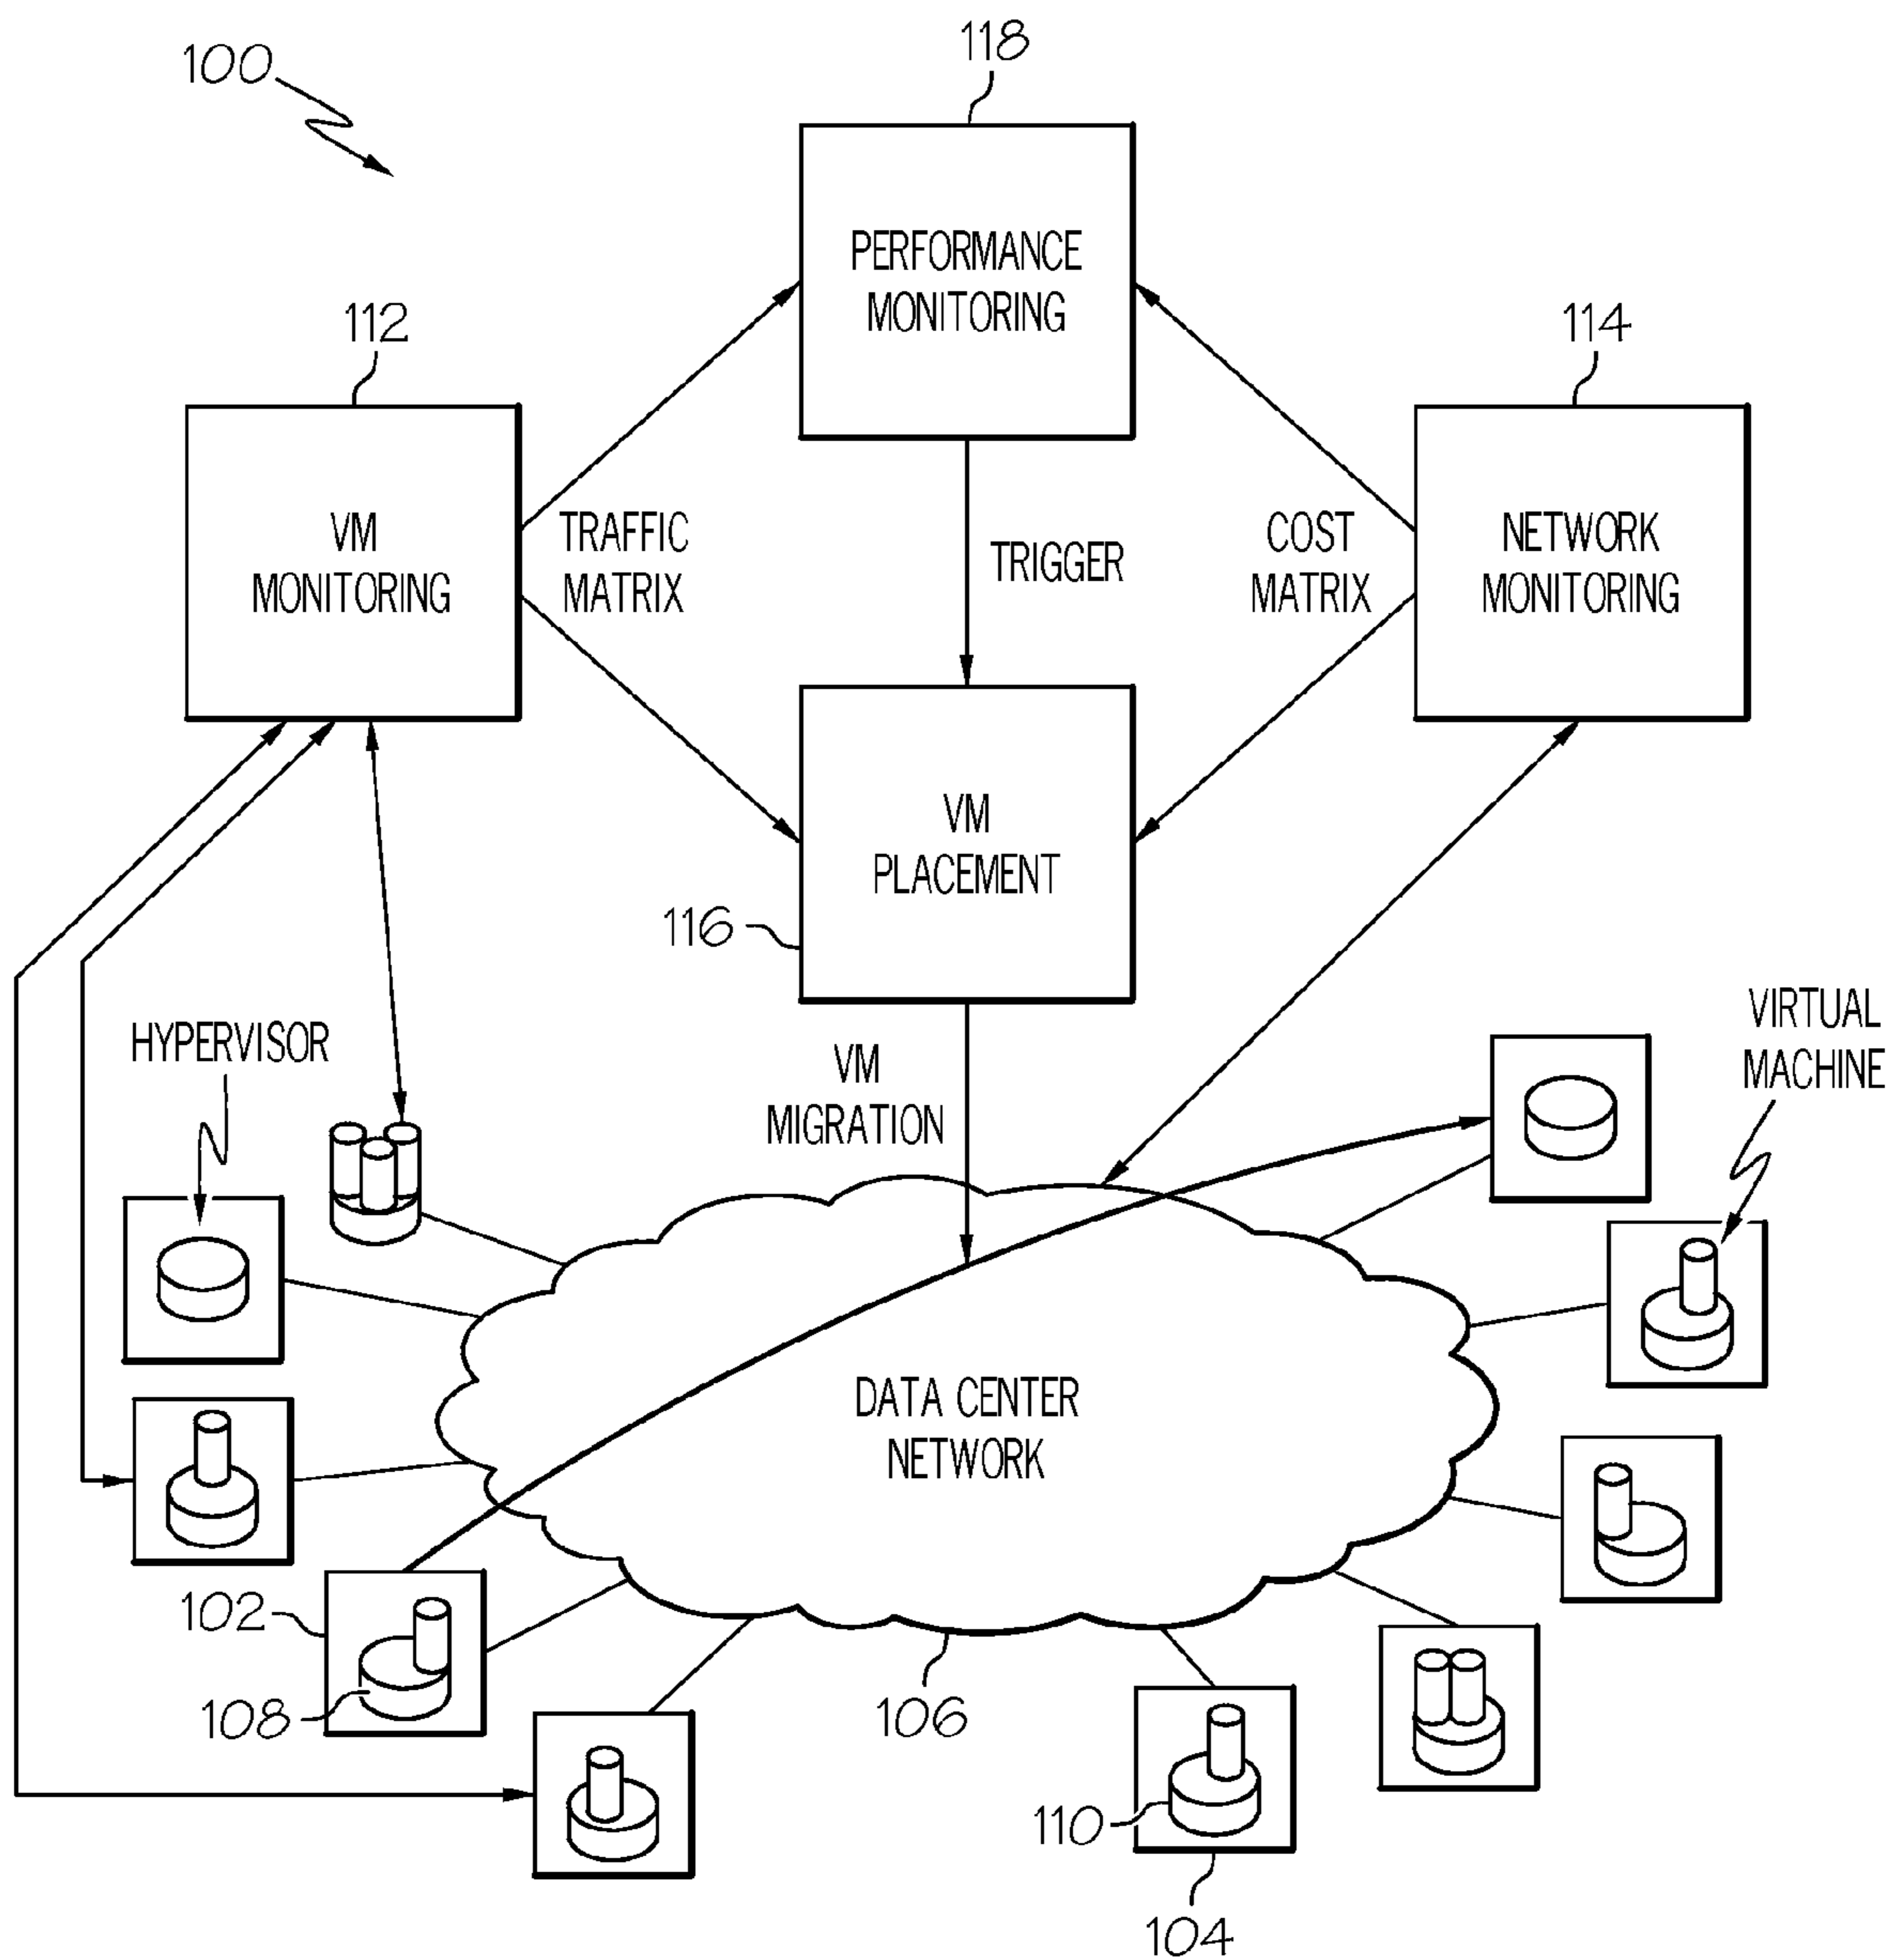 100
118
PERFORMANCE
MONITORING
112
114
VM
MONITORING
TRAFFIC
MATRIX
TRIGGER
COST
MATRIX
NETWORK
MONITORING
VM
PLACEMENT
116
HYPERVISOR
VM
MIGRATION
VIRTUAL
MACHINE
DATA CENTER
NETWORK
102
108
106
110
104